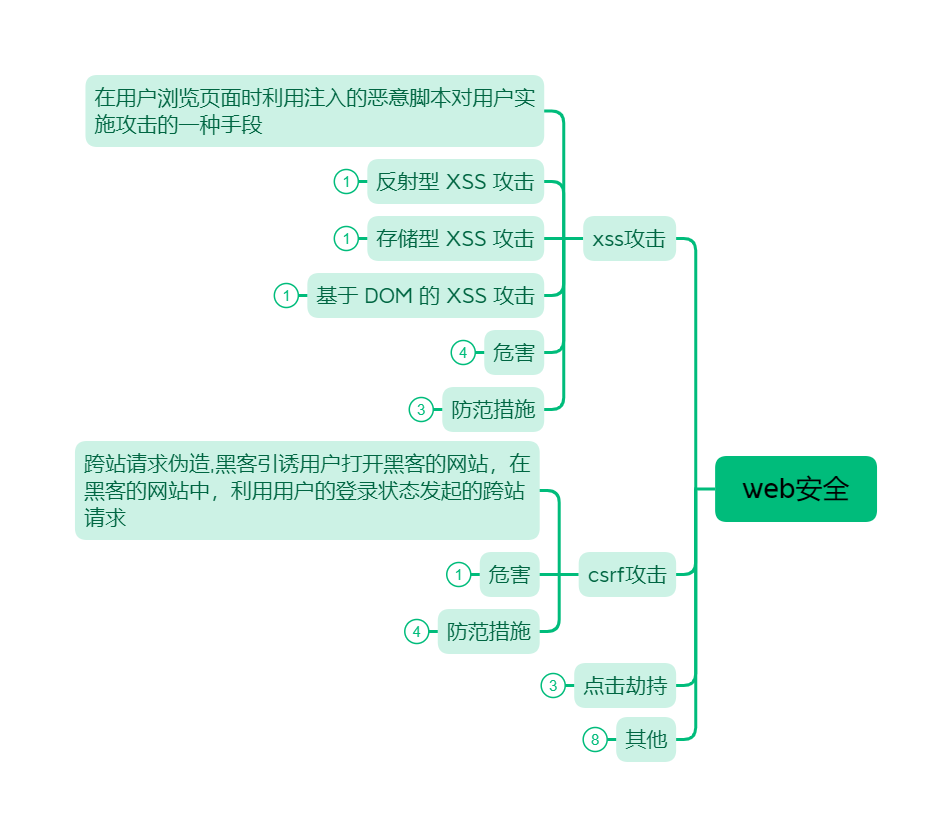 在用户浏览页面时利用注入的恶意脚本对用户实
施攻击的一种手段
1
反射型 XSS 攻击
1
存储型 XSS 攻击
xss攻击
1
基于 DOM 的 XSS 攻击
4
危害
3
防范措施
跨站请求伪造,黑客引诱用户打开黑客的网站，在
黑客的网站中，利用用户的登录状态发起的跨站
请求
web安全
1
危害
csrf攻击
4
防范措施
3
点击劫持
8
其他